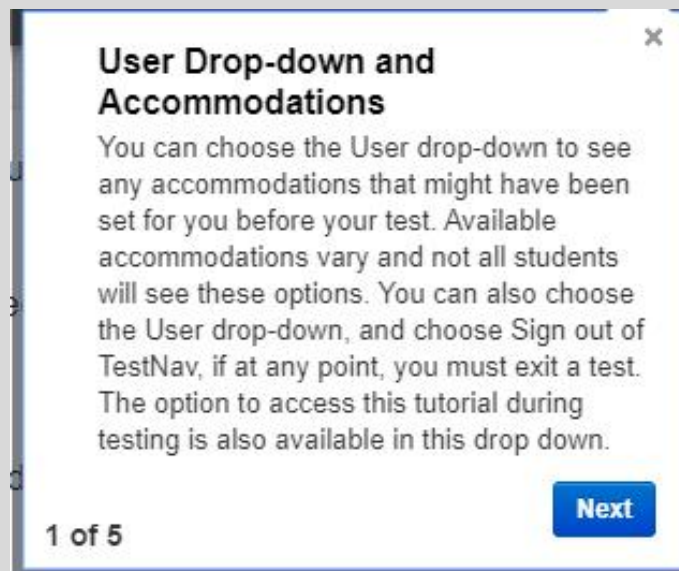 ×
User Drop-down and
Accommodations
You can choose the User drop-down to see
any accommodations that might have been
set for you before your test. Available
accommodations vary and not all students
will see these options. You can also choose
the User drop-down, and choose Sign out of
TestNav, if at any point, you must exit a test.
The option to access this tutorial during
testing is also available in this drop down.
Next
1 of 5